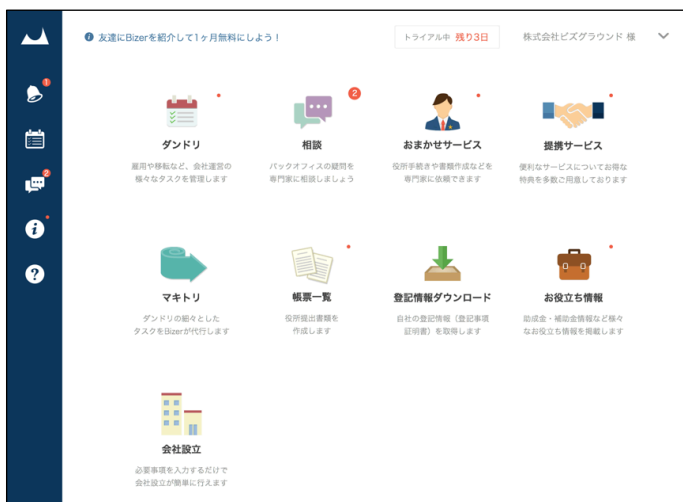 友達にBizerを紹介して1ヶ月無料にしよう！
トライアル中 残り3日
株式会社ビズグラウンド 様
1
2
2
ダンドリ
雇用や移転など、会社運営の
様々なタスクを管理します
相談
バックオフィスの疑問を
専門家に相談しましょう
おまかせサービス
役所手続きや書類作成などを
専門家に依頼できます
提携サービス
便利なサービスについてお得な
特典を多数ご用意しております
マキトリ
ダンドリの細々とした
タスクをBizerが代行します
帳票一覧
役所提出書類を
作成します
登記情報ダウンロード
自社の登記情報（登記事項
証明書）を取得します
お役立ち情報
助成金・補助金情報など様々
なお役立ち情報を掲載します
会社設立
必要事項を入力するだけで
会社設立が簡単に行えます